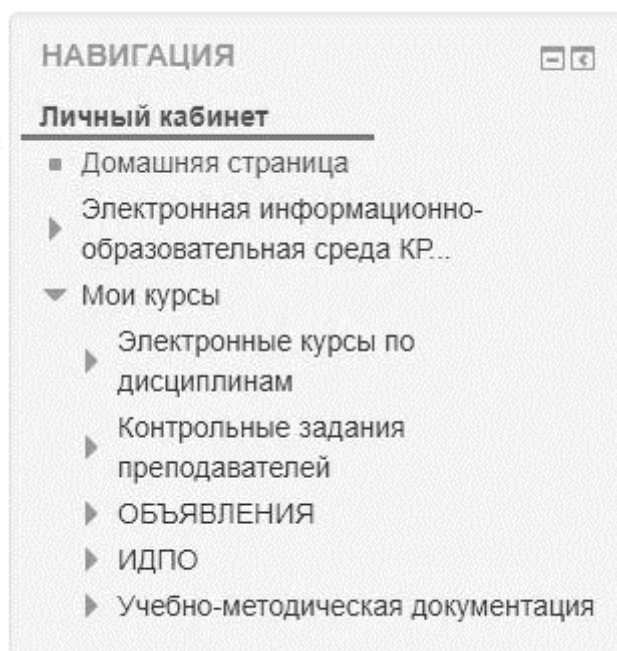 НАВИГАЦИЯ
Личный кабинет
Домашняя страница
Электронная информационно-
образовательная среда КР...
Мои курсы
Электронные курсы по
дисциплинам
Контрольные задания
преподавателей
ОБЪЯВЛЕНИЯ
ИДПО
Учебно-методическая документация